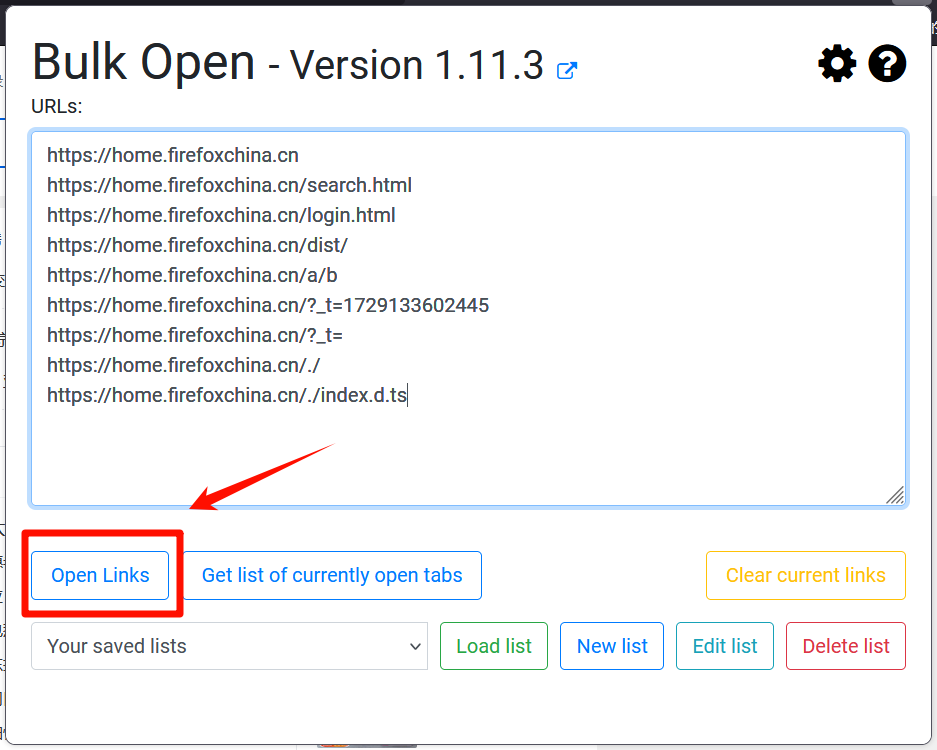 Bulk Open - Version 1.11.3
URLs:
https://home.firefoxchina.cn
https://home.firefoxchina.cn/search.html
https://home.firefoxchina.cn/login.html
https://home.firefoxchina.cn/dist/
https://home.firefoxchina.cn/a/b
https://home.firefoxchina.cn/?_t=1729133602445
https://home.firefoxchina.cn/?_t=
https://home.firefoxchina.cn/./
https://home.firefoxchina.cn/./index.d.ts
Open Links Get list of currently open tabs Clear current links
Your saved lists Load list New list Edit list Delete list